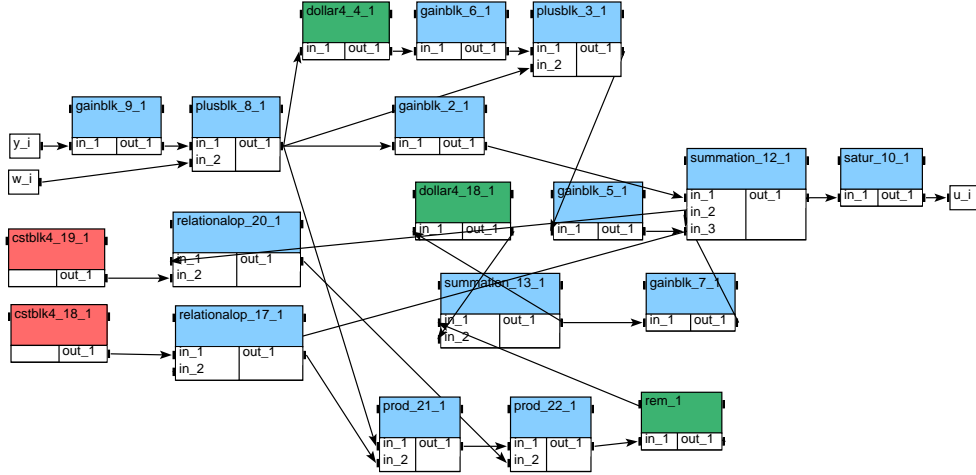 dollar4_4_1 gainblk_6_1 plusblk_3_1
in_1 out_1 in_1 out_1 in_1 out_1
in_2
gainblk_9_1 plusblk_8_1 gainblk_2_1
y_i in_1 out_1 in_1 out_1 in_1 out_1
in_2
w_i
summation_12_1 satur_10_1
in_1 out_1 in_1 out_1 u_i
in_2
in_3
dollar4_18_1 gainblk_5_1
in_1 out_1 in_1 out_1
relationalop_20_1
cstblk4_19_1 in_1 out_1
out_1 in_2
summation_13_1 gainblk_7_1
in_1 out_1 in_1 out_1
in_2
cstblk4_18_1 relationalop_17_1
out_1 in_1 out_1
in_2
prod_21_1 prod_22_1 rem_1
in_1 out_1 in_1 out_1 in_1 out_1
in_2 in_2